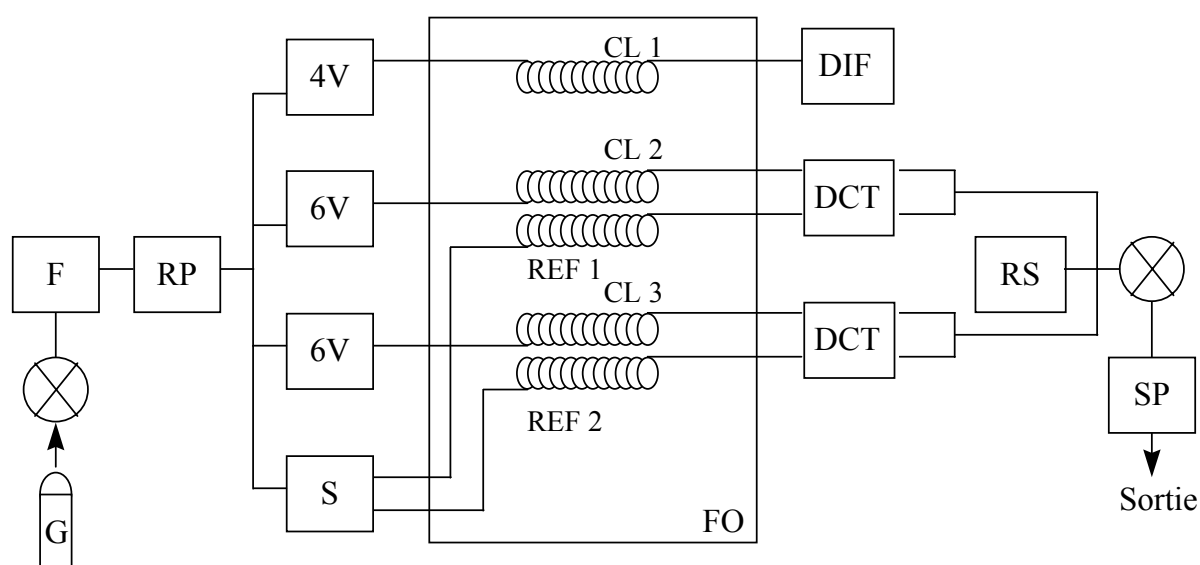 CL 1
4V
DIF
CL 2
6V
DCT
F
RP
REF 1
RS
CL 3
6V
DCT
SP
REF 2
S
Sortie
FO
G